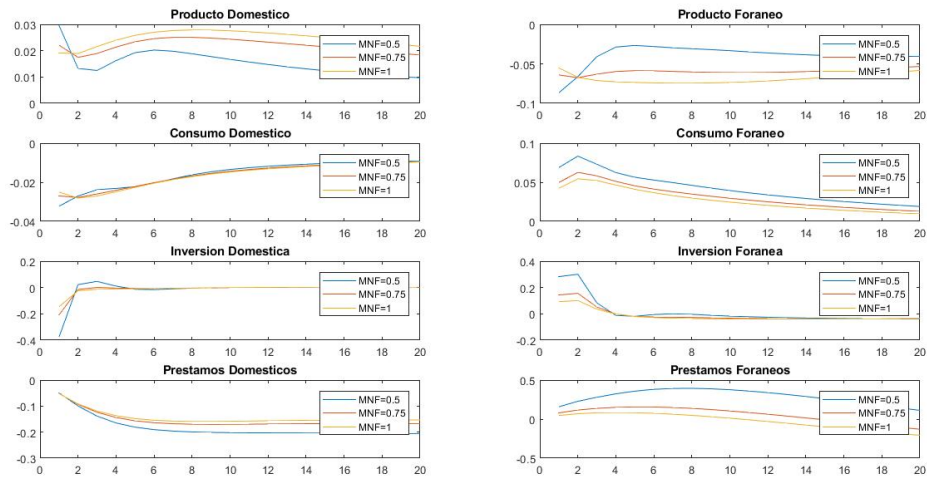 Producto Domestico
0.03
0.02
0.01
0
0 2 4 6 8 10 12 14 16 18 20
MNF=0.5
MNF=0.75
MNF=1
Producto Foraneo
0
-0.05
-0.1
0 2 4 6 8 10 12 14 16 18 20
MNF=0.5
MNF=0.75
MNF=1
Consumo Domestico
0
-0.02
-0.04
0 2 4 6 8 10 12 14 16 18 20
MNF=0.5
MNF=0.75
MNF=1
Consumo Foraneo
0.1
0.05
0
0 2 4 6 8 10 12 14 16 18 20
MNF=0.5
MNF=0.75
MNF=1
Inversion Domestica
0.2
0
-0.2
-0.4
0 2 4 6 8 10 12 14 16 18 20
MNF=0.5
MNF=0.75
MNF=1
Inversion Foranea
0.4
0.2
0
-0.2
0 2 4 6 8 10 12 14 16 18 20
MNF=0.5
MNF=0.75
MNF=1
Prestamos Domesticos
0
-0.1
-0.2
-0.3
0 2 4 6 8 10 12 14 16 18 20
MNF=0.5
MNF=0.75
MNF=1
Prestamos Foraneos
0.5
0
-0.5
0 2 4 6 8 10 12 14 16 18 20
MNF=0.5
MNF=0.75
MNF=1